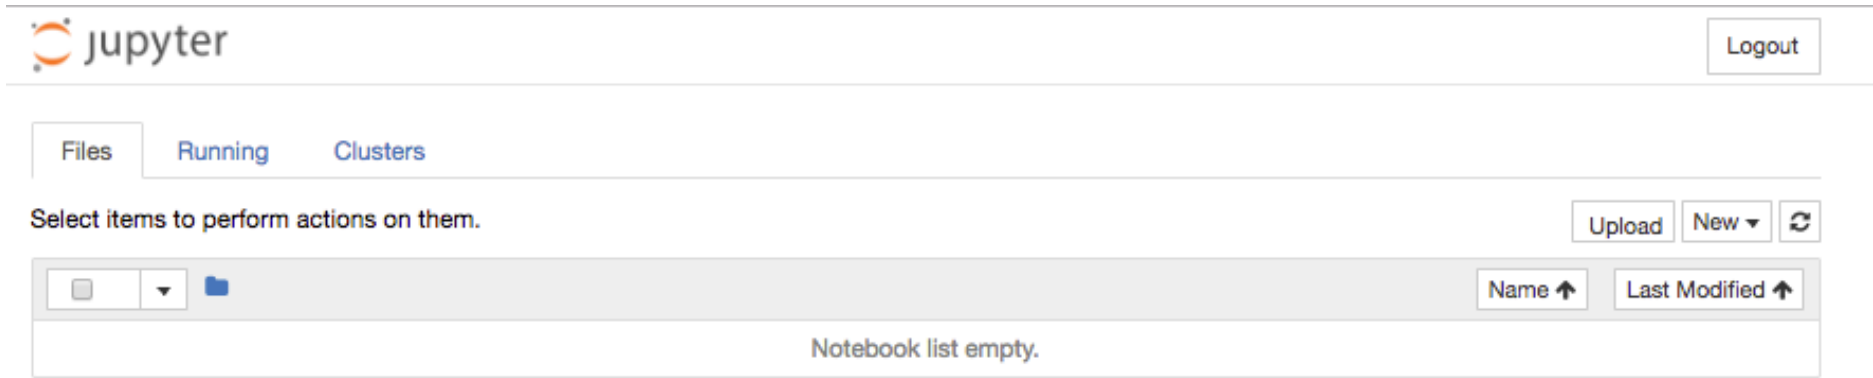 jupyter
Logout
Files Running Clusters
Select items to perform actions on them.
Upload New
Name Last Modified
Notebook list empty.